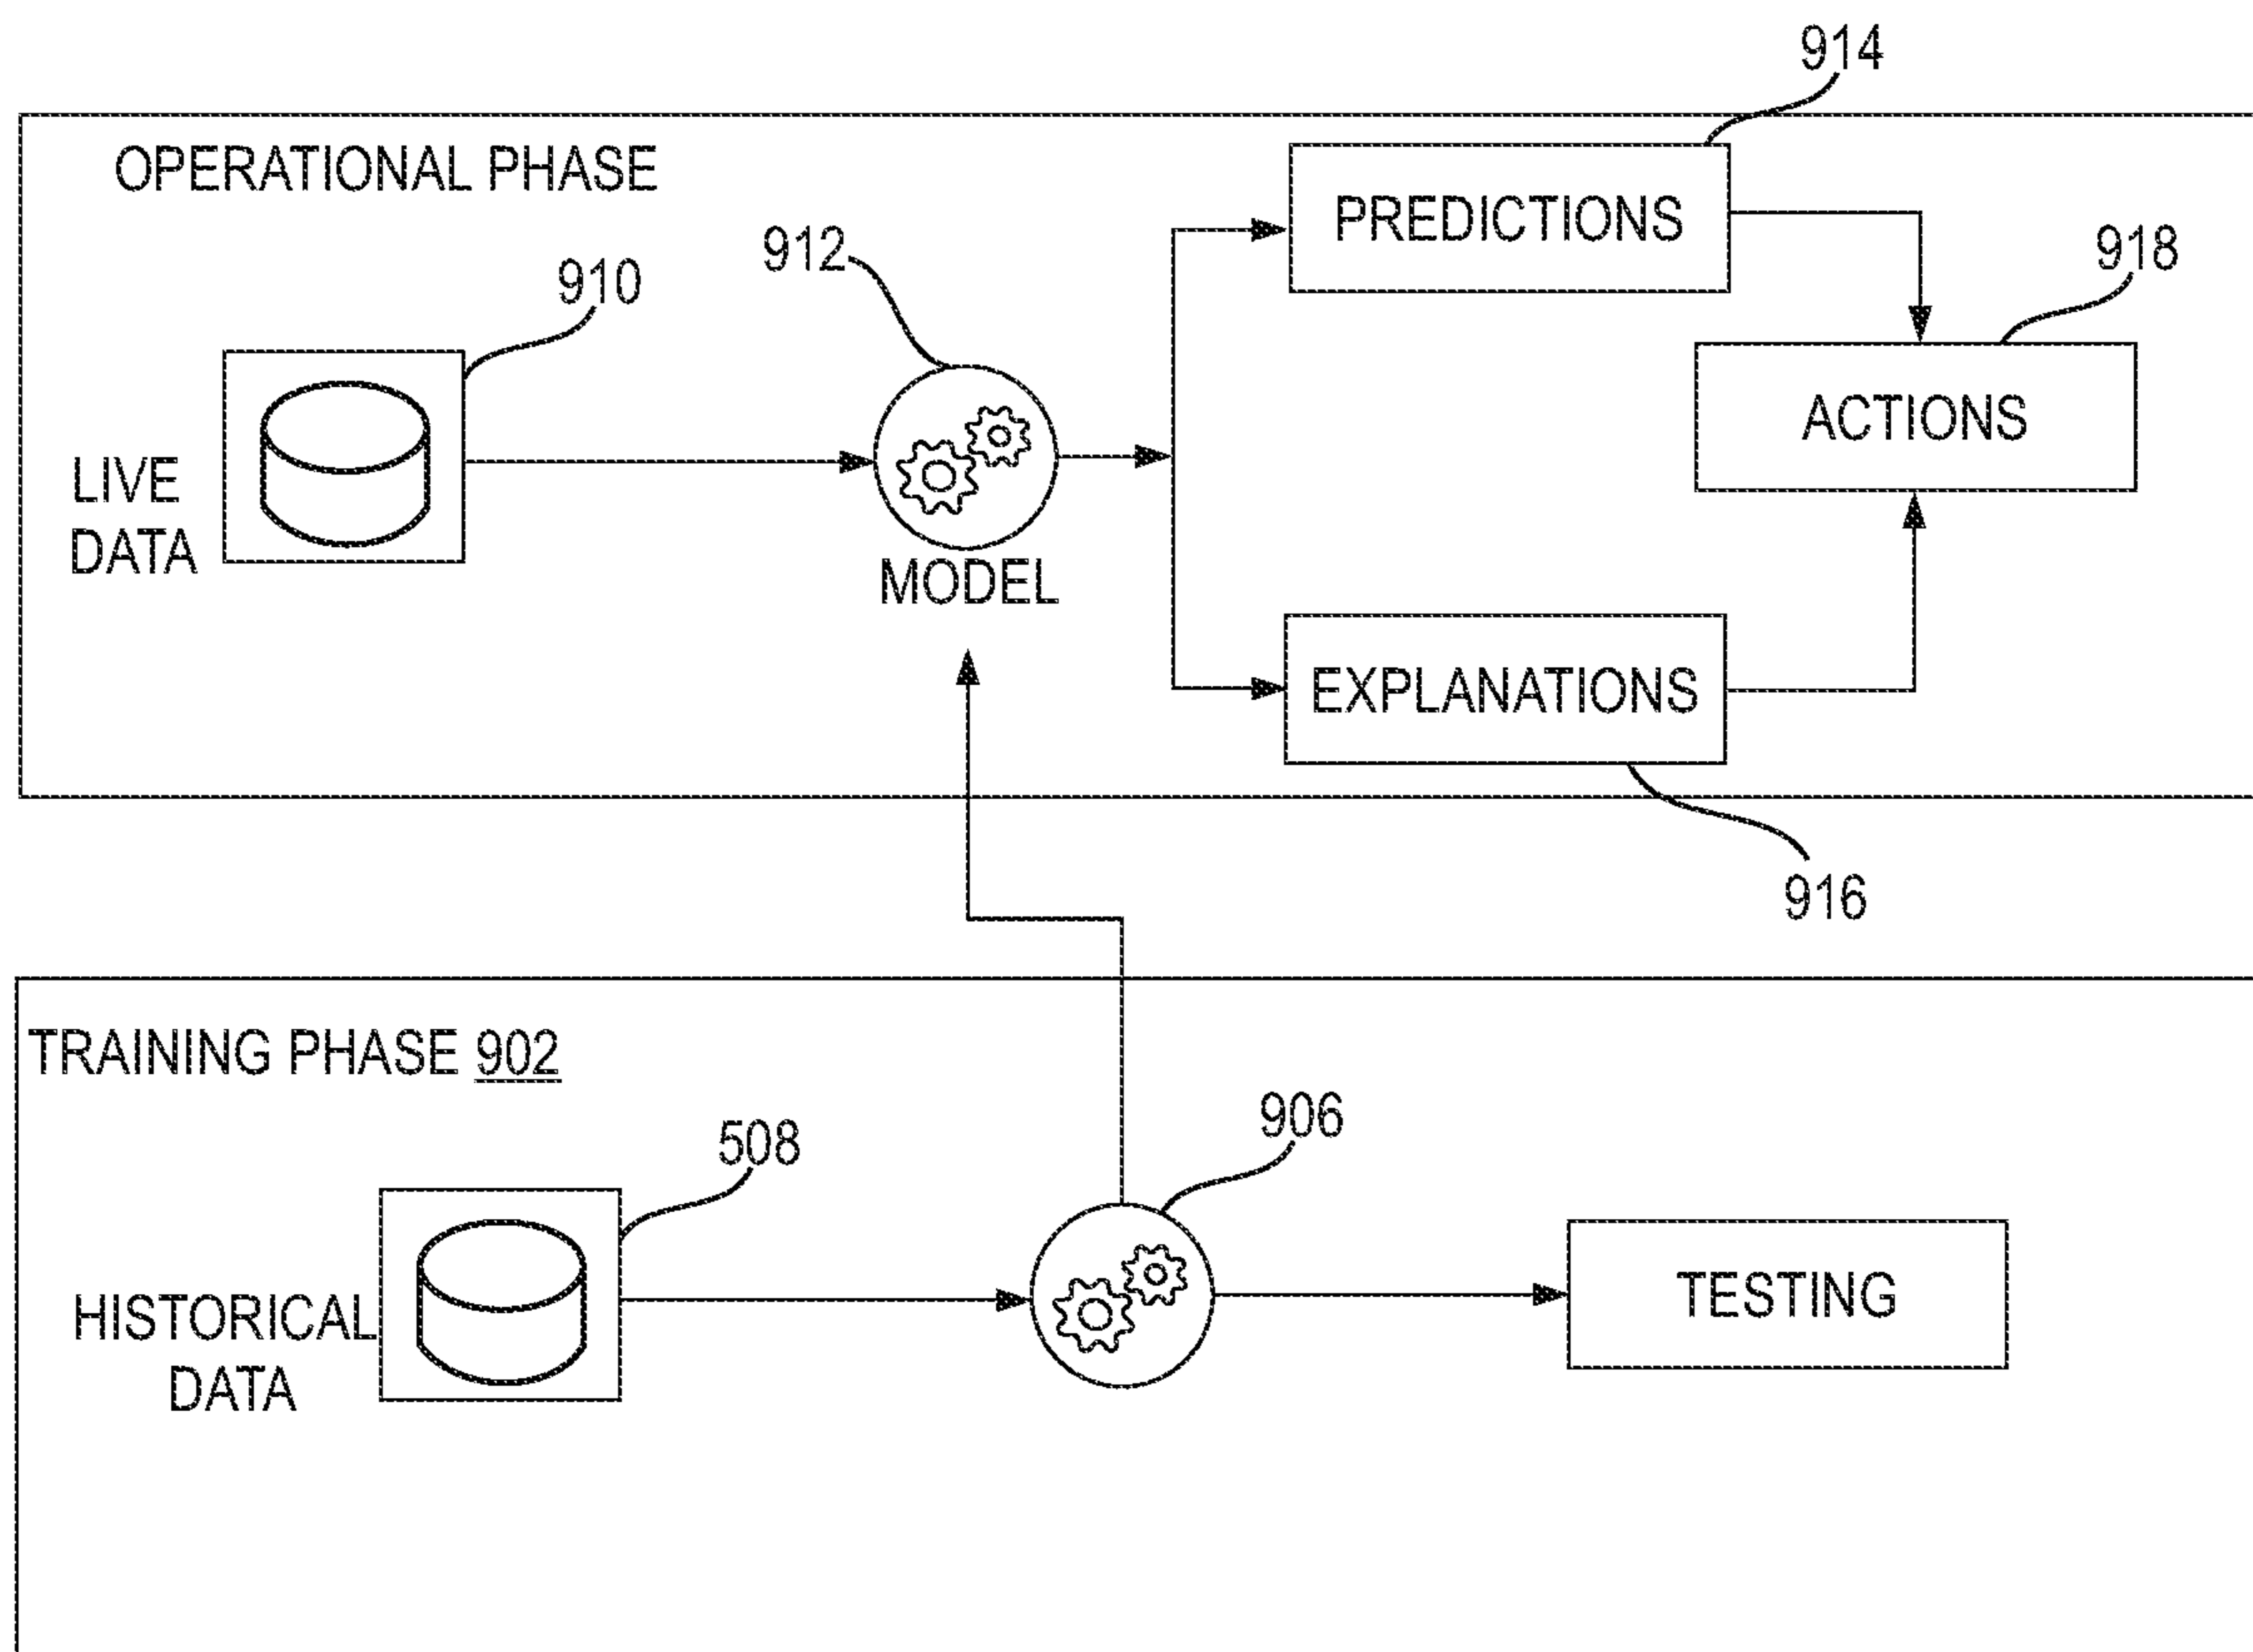 914
OPERATIONAL PHASE
PREDICTIONS
912
918
910
ACTIONS
LIVE
DATA
MODEL
EXPLANATIONS
916
TRAINING PHASE 902
906
508
TESTING
HISTORICAL
DATA